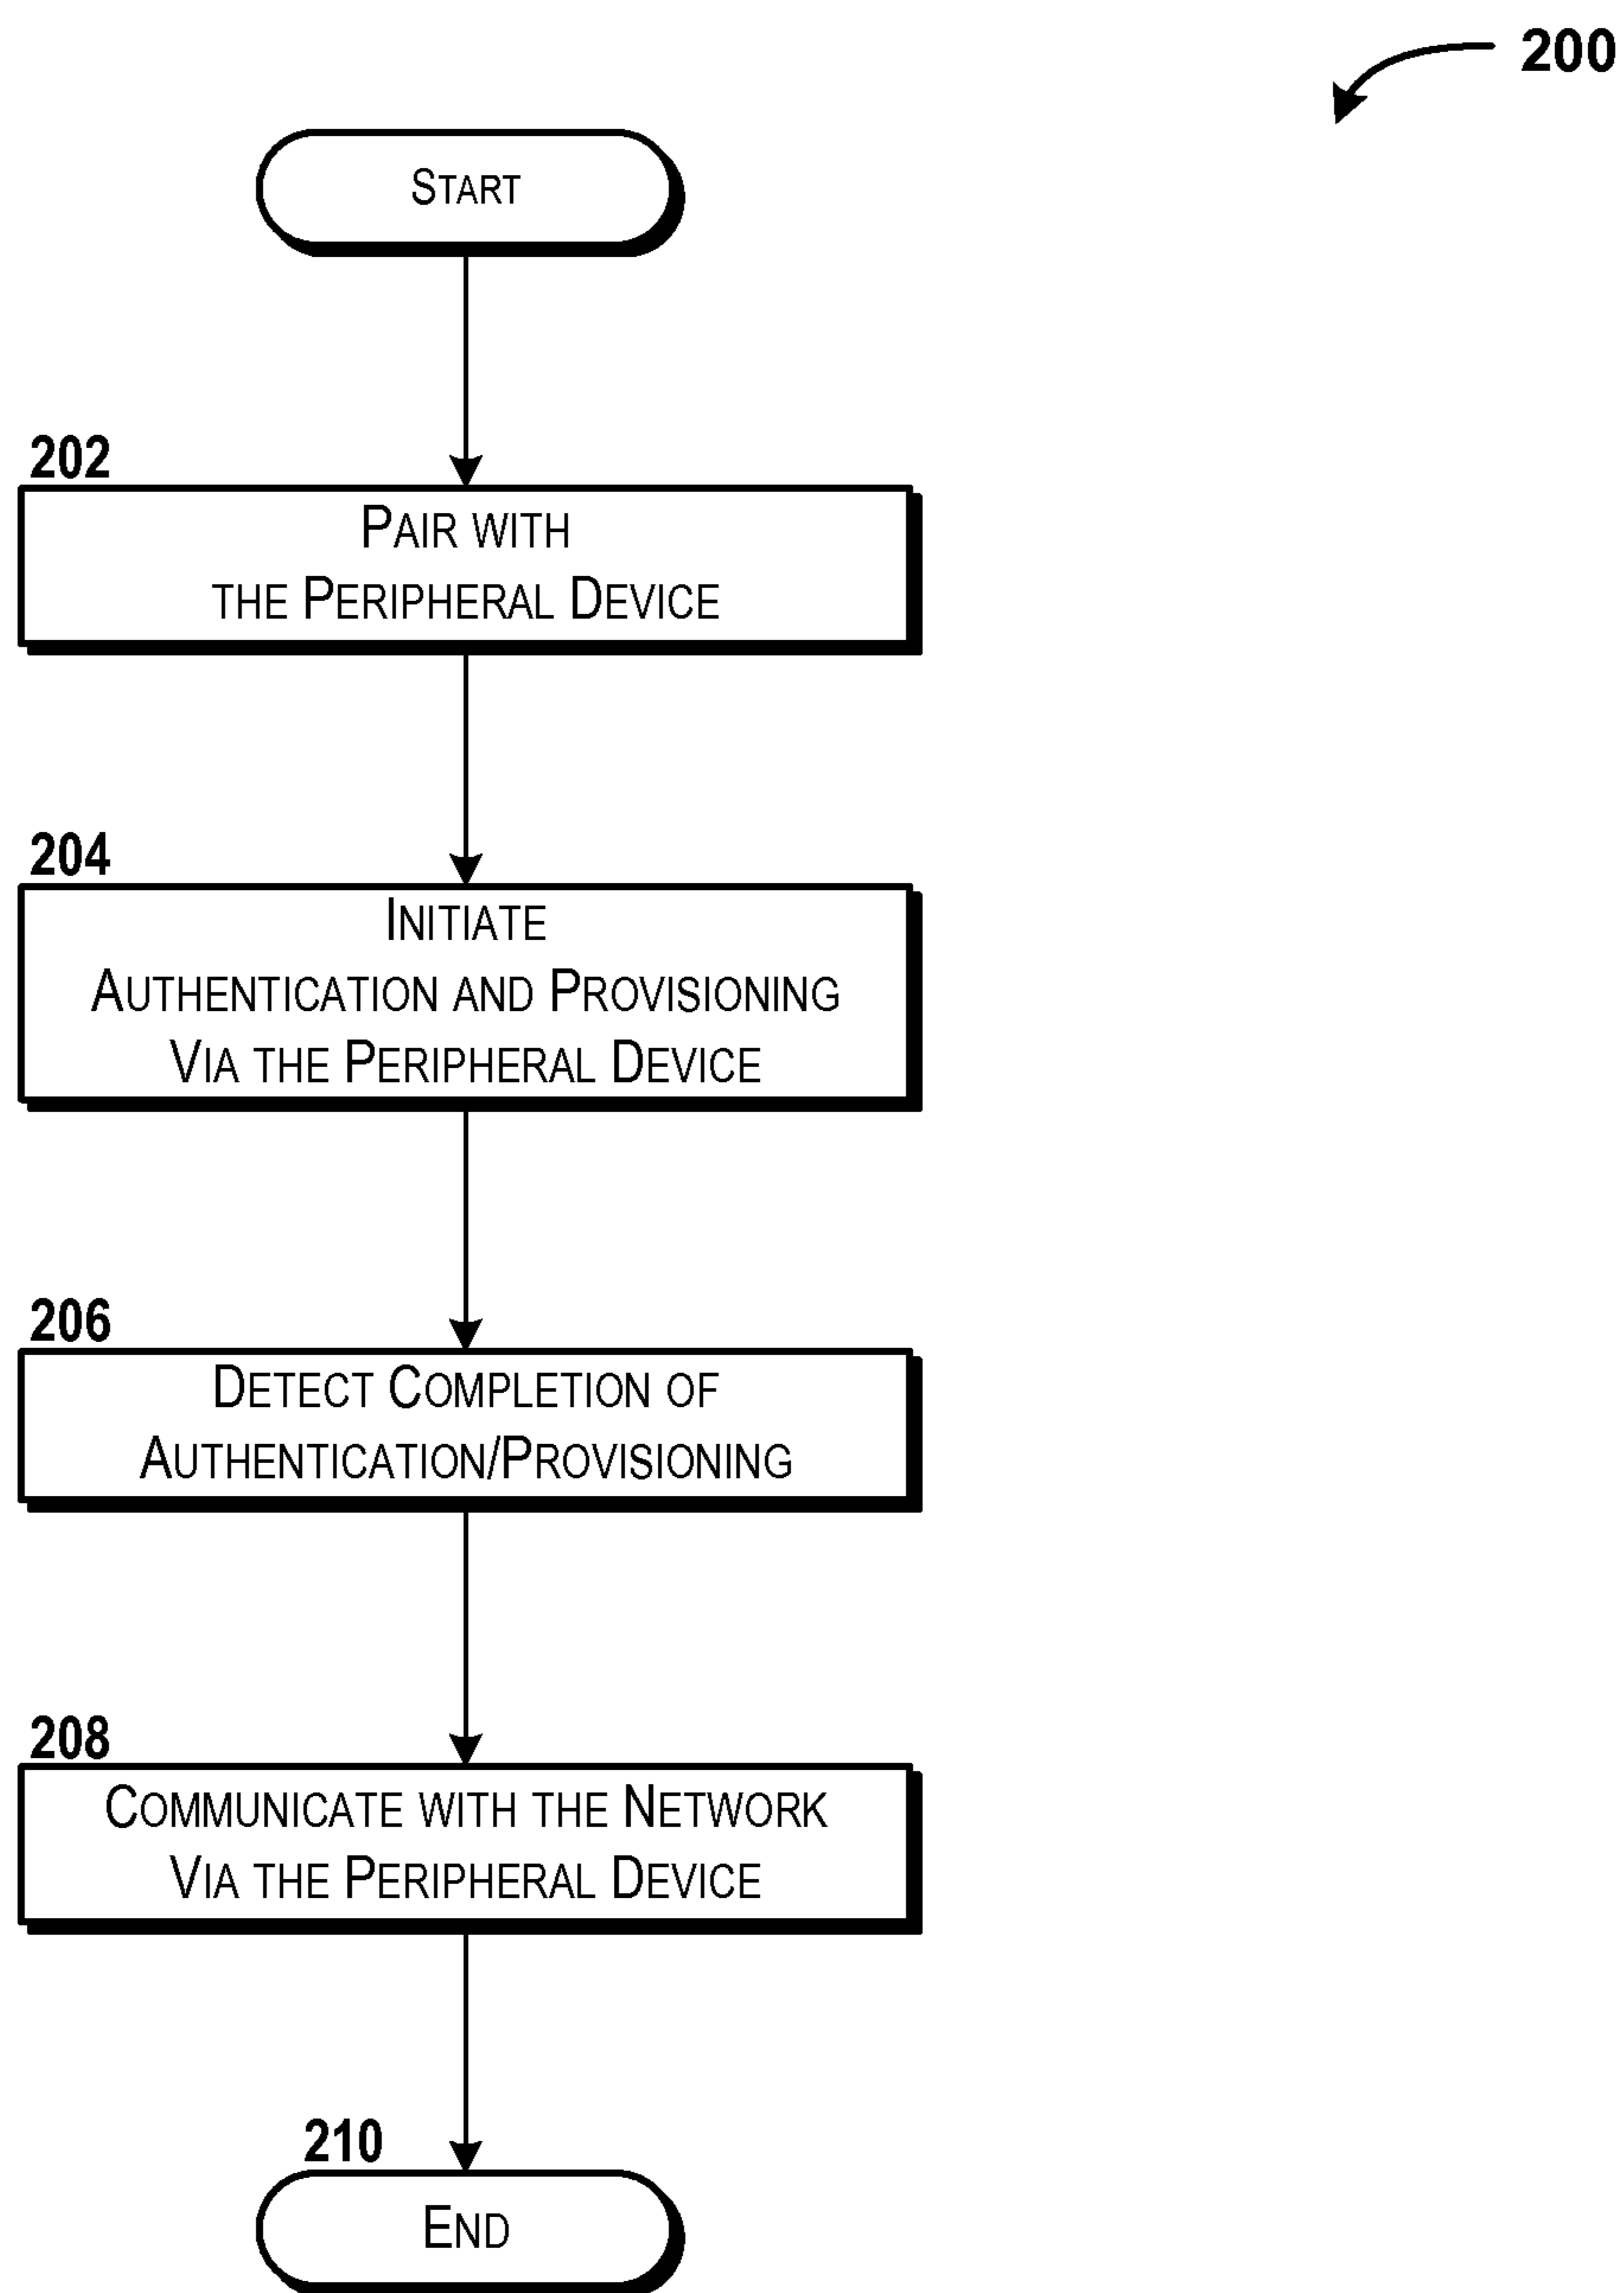 200
START
202
PAIR WITH
THE PERIPHERAL DEVICE
204
INITIATE
AUTHENTICATION AND PROVISIONING
VIA THE PERIPHERAL DEVICE
206
DETECT COMPLETION OF
AUTHENTICATION/PROVISIONING
208
COMMUNICATE WITH THE NETWORK
VIA THE PERIPHERAL DEVICE
210
END